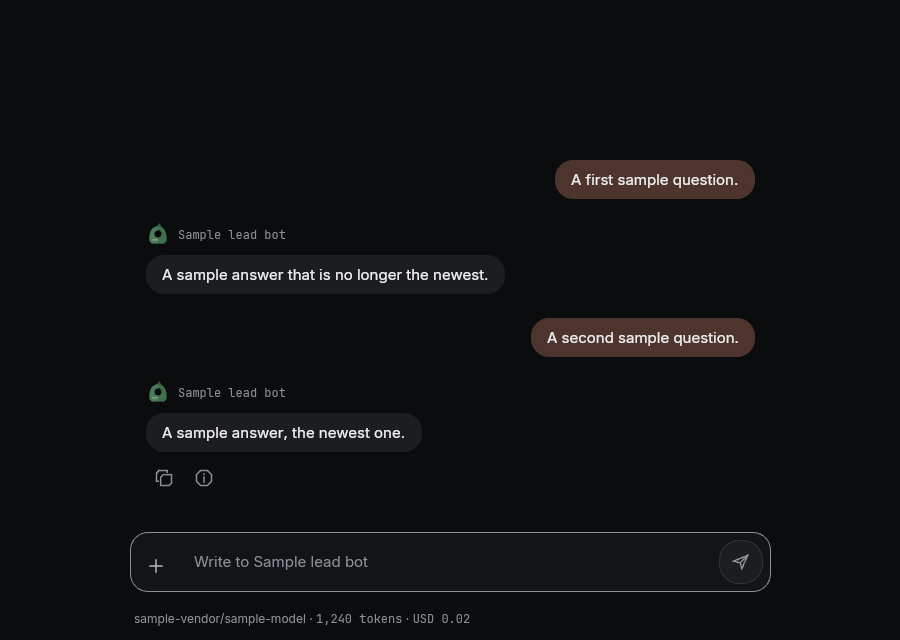 A first sample question.
Sample lead bot
A sample answer that is no longer the newest.
A second sample question.
Sample lead bot
A sample answer, the newest one.
Write to Sample lead bot
sample-vendor/sample-model · 1,240 tokens · USD 0.02